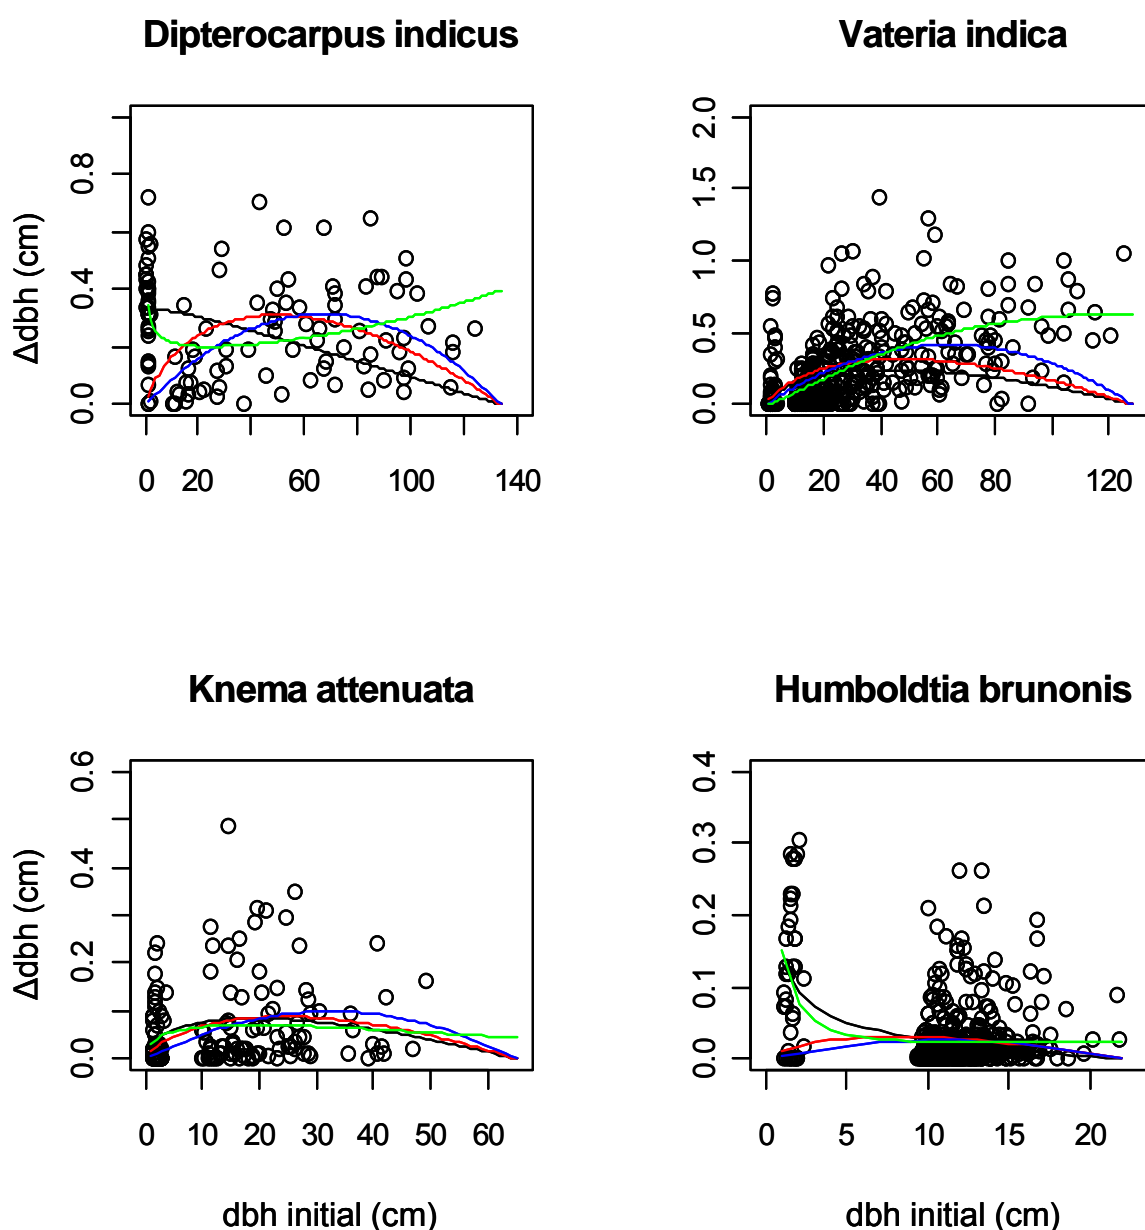 Dipterocarpus indicus
Δdbh (cm)
0.0 0.4 0.8
0 20 60 100 140
Vateria indica
0.0 0.5 1.0 1.5 2.0
0 20 40 60 80 120
Knema attenuata
Δdbh (cm)
0.0 0.2 0.4 0.6
0 10 20 30 40 50 60
dbh initial (cm)
Humboldtia brunonis
0.0 0.1 0.2 0.3 0.4
0 5 10 15 20
dbh initial (cm)